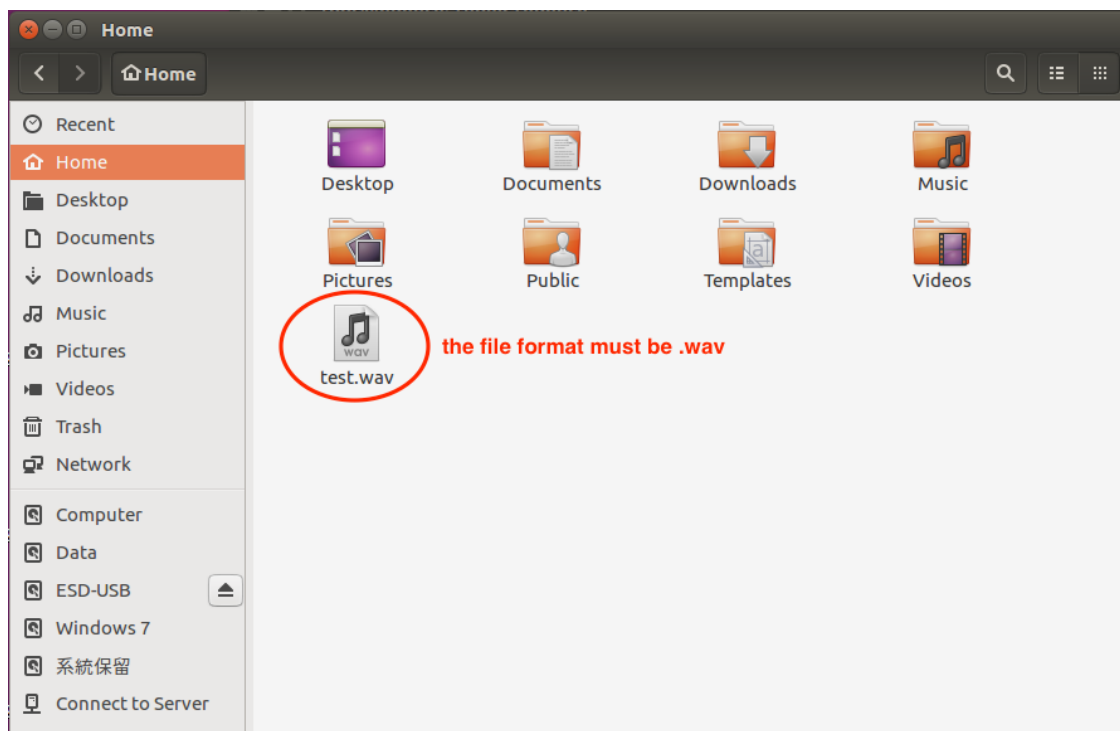 Home
Home
Recent
Home
Desktop
Documents
Downloads
Music
Pictures
Videos
Trash
Network
Computer
Data
ESD-USB
Windows 7
系統保留
Connect to Server
Desktop
Documents
Downloads
Music
Pictures
Public
Templates
Videos
wav
test.wav
the file format must be .wav